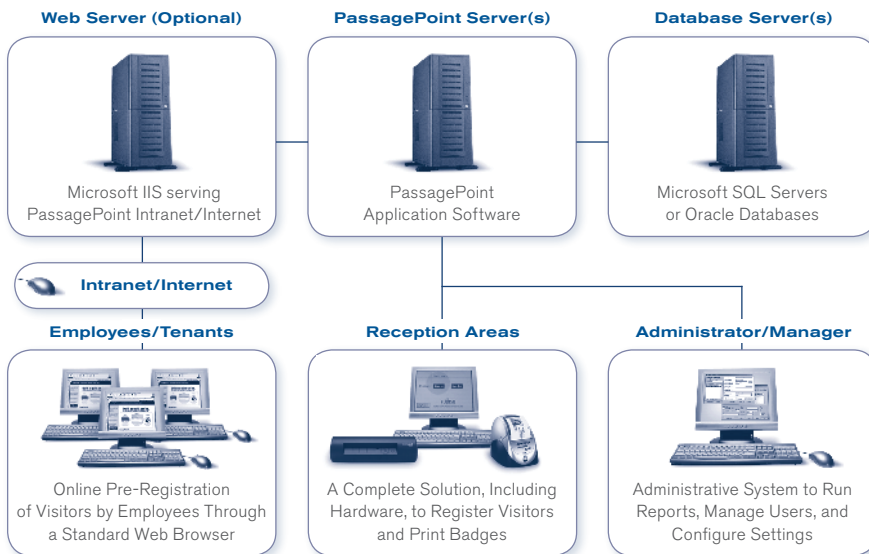 Web Server (Optional)
PassagePoint Server(s)
Database Server(s)
Microsoft IIS serving
PassagePoint Intranet/Internet
PassagePoint
Application Software
Microsoft SQL Servers
or Oracle Databases
Intranet/Internet
Employees/Tenants
Reception Areas
Administrator/Manager
Online Pre-Registration
of Visitors by Employees Through
a Standard Web Browser
A Complete Solution, Including
Hardware, to Register Visitors
and Print Badges
Administrative System to Run
Reports, Manage Users, and
Configure Settings